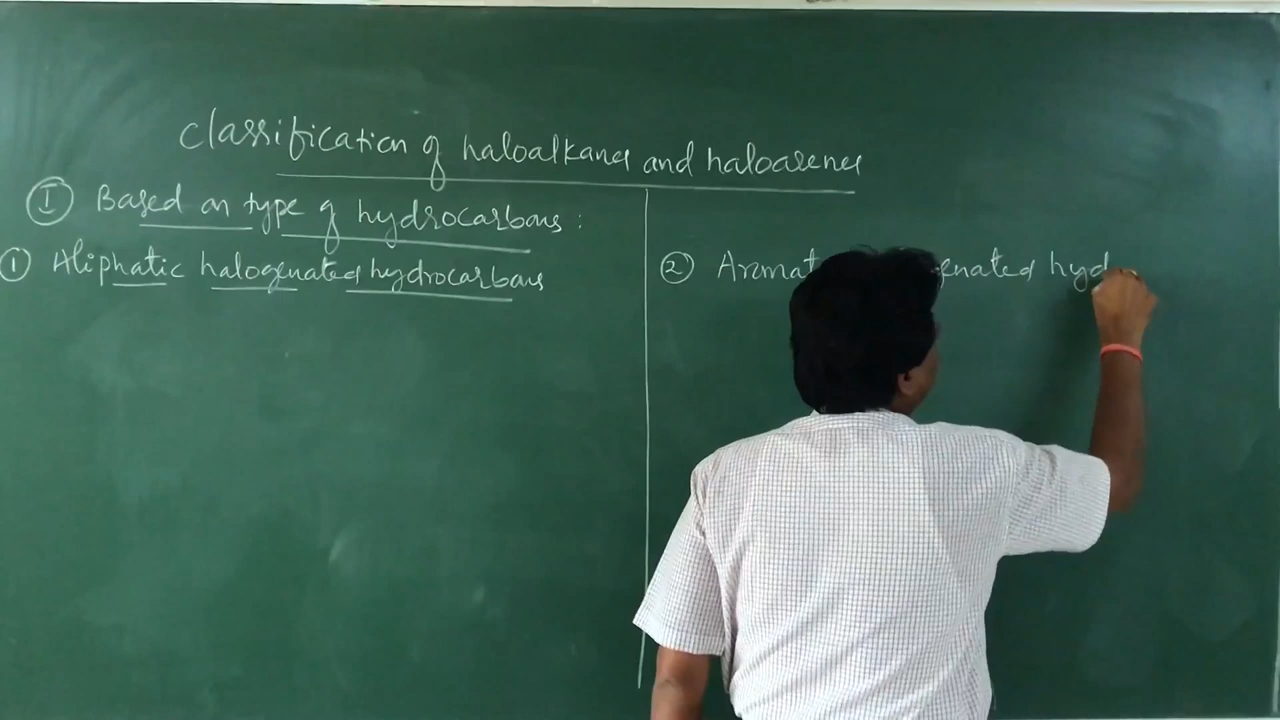 Classification of haloalkanes and haloarenes
I Based on type of hydrocarbons :
1 Aliphatic halogenated hydrocarbons
2 Aromat enated hyd